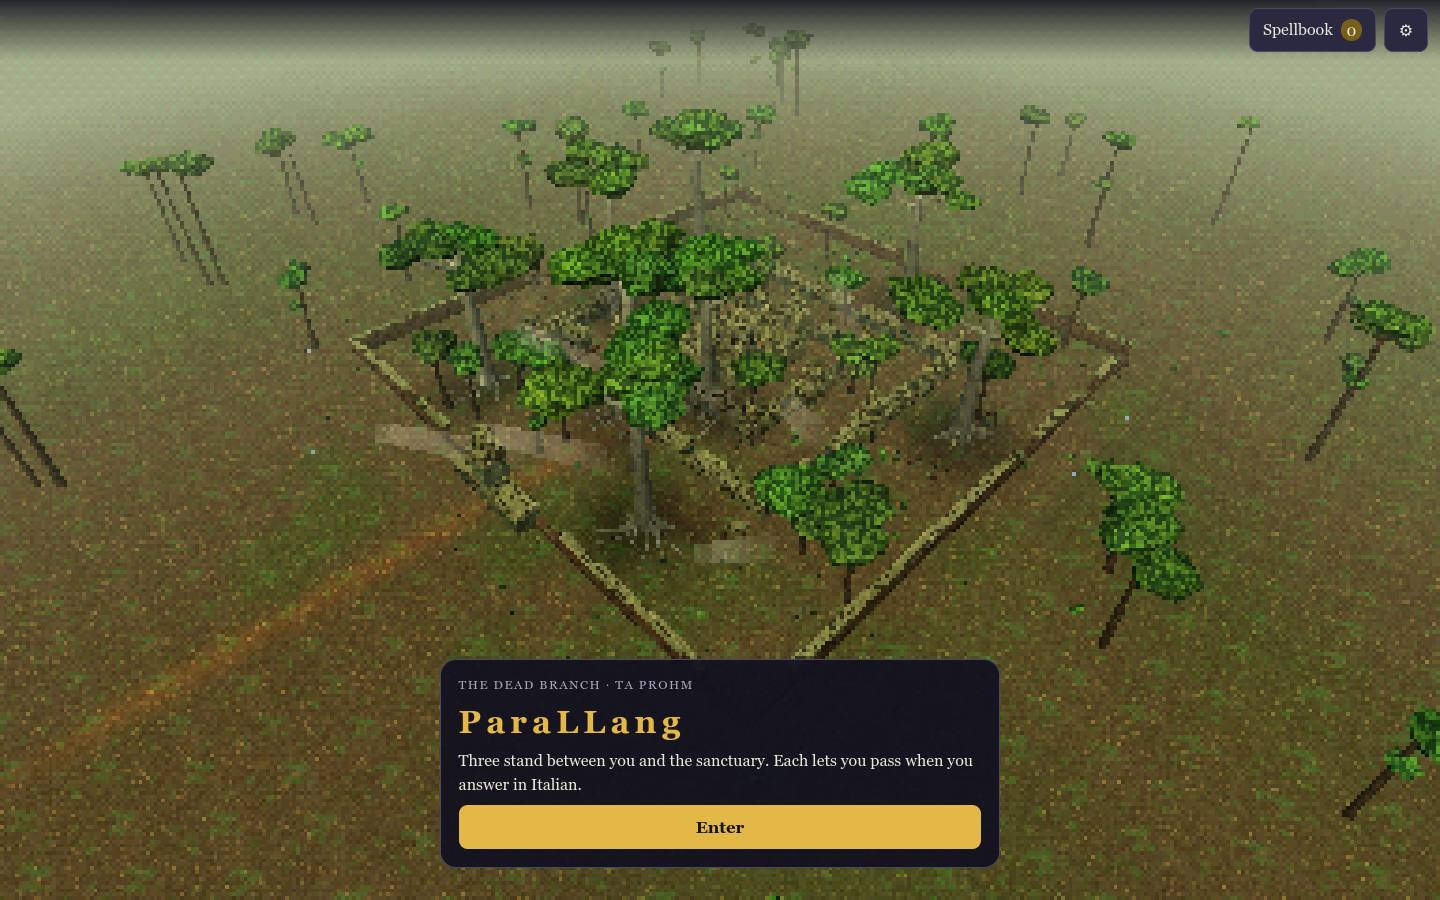 Spellbook 0 ⚙
THE DEAD BRANCH · TA PROHM
ParaLLang
Three stand between you and the sanctuary. Each lets you pass when you
answer in Italian.
Enter